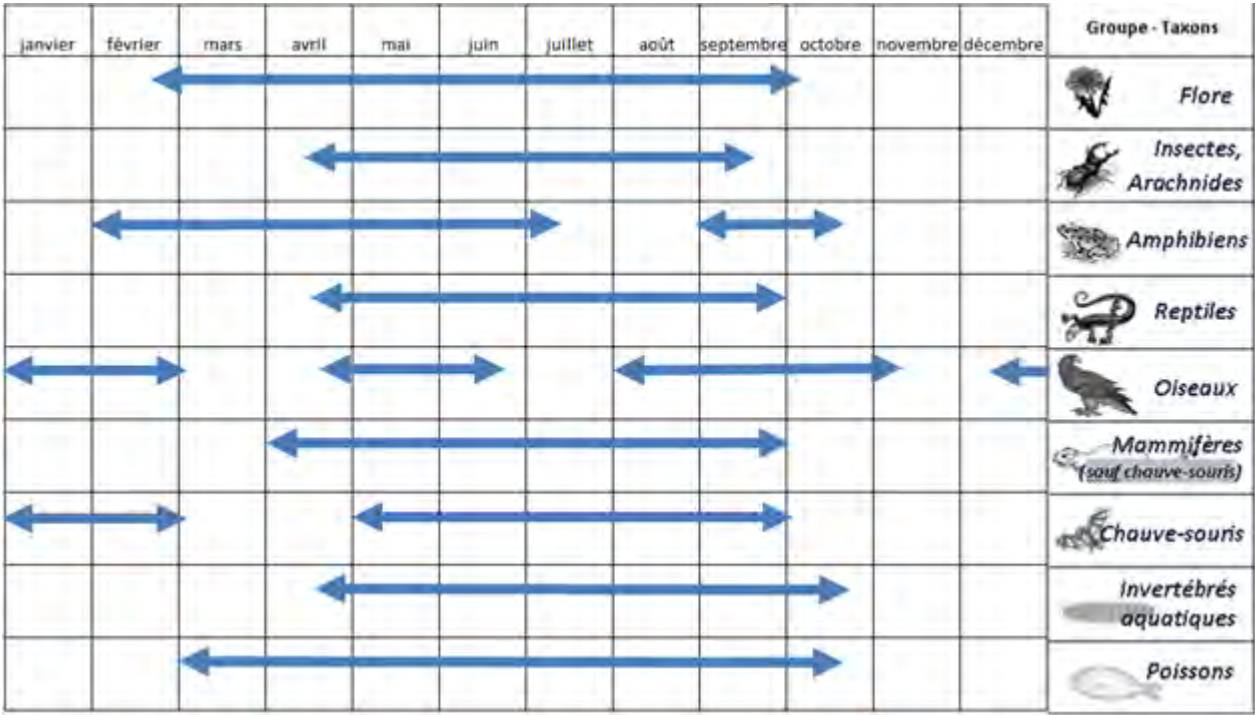 janvier février mars avril mai juin juillet août septembre octobre novembre décembre Groupe - Taxons
Flore
Insectes,
Arachnides
Amphibiens
Reptiles
Oiseaux
Mammifères
(sauf chauve-souris)
Chauve-souris
Invertébrés
aquatiques
Poissons